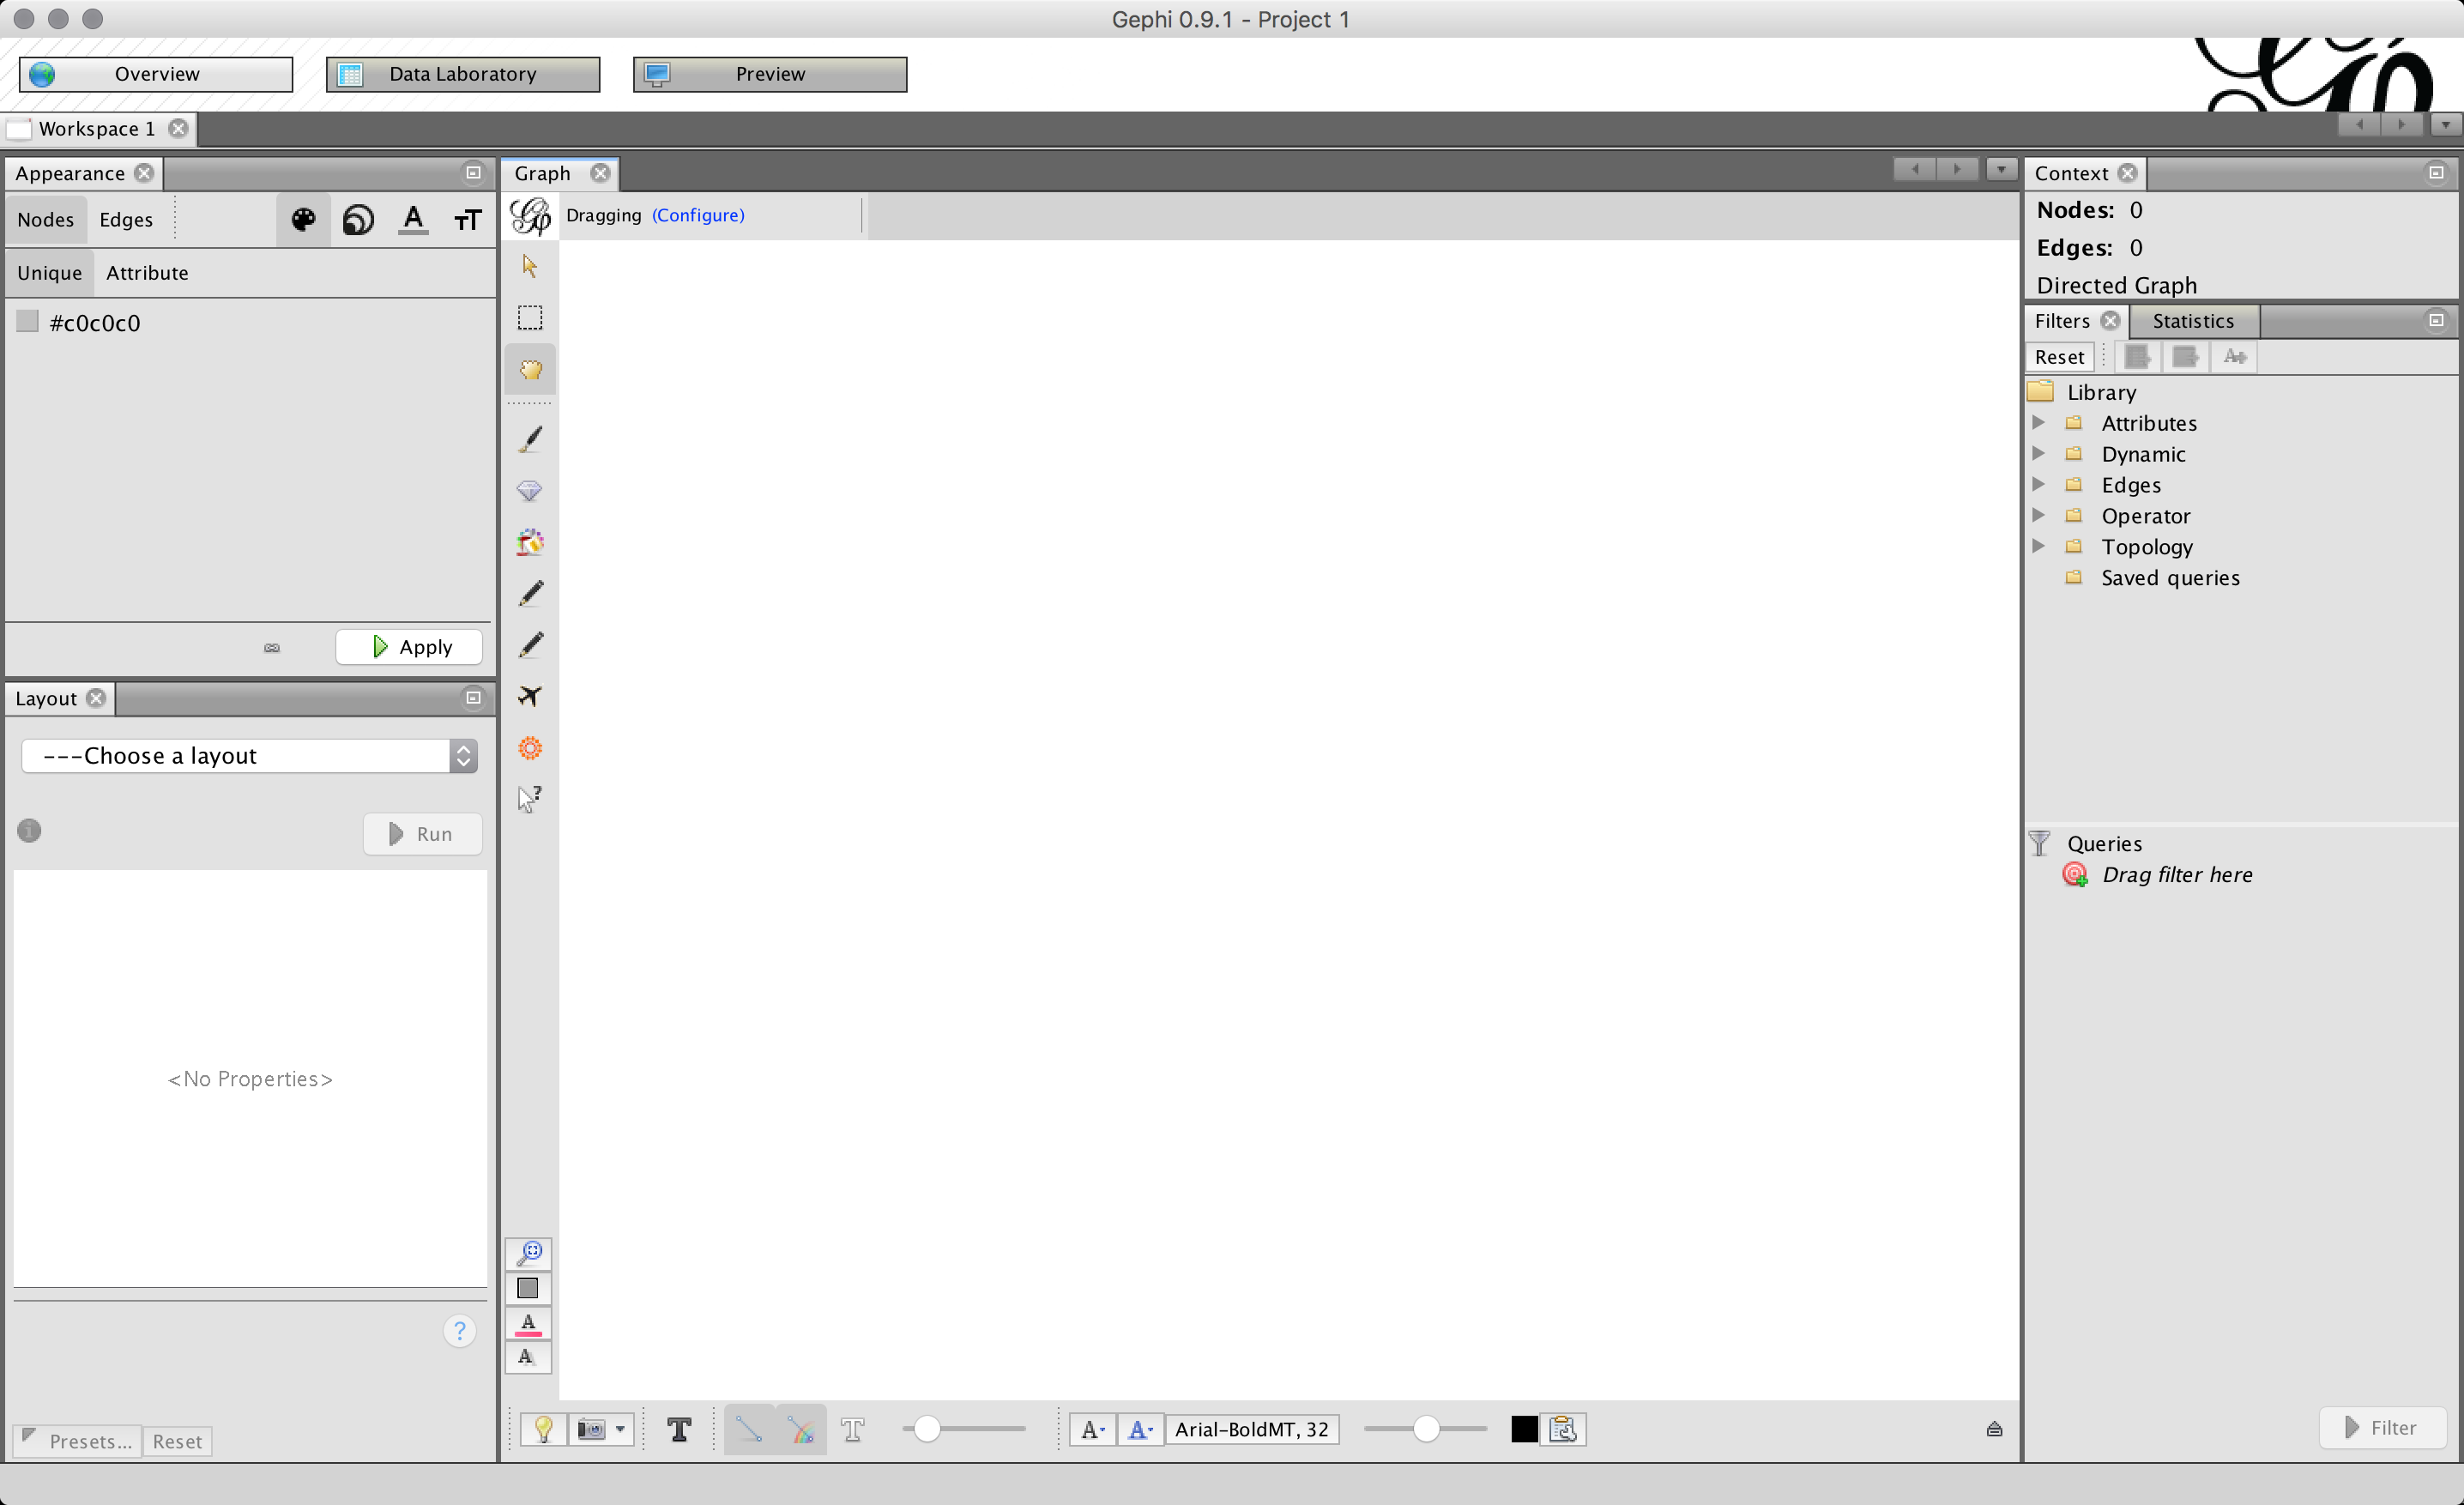 Gephi 0.9.1 - Project 1
Overview
Data Laboratory
Preview
Workspace 1
Appearance
Nodes
Edges
Unique
Attribute
#c0c0c0
Apply
Layout
---Choose a layout
Run
<No Properties>
?
Presets...
Reset
Graph
Dragging (Configure)
Arial-BoldMT, 32
Context
Nodes: 0
Edges: 0
Directed Graph
Filters
Statistics
Reset
Library
Attributes
Dynamic
Edges
Operator
Topology
Saved queries
Queries
Drag filter here
Filter